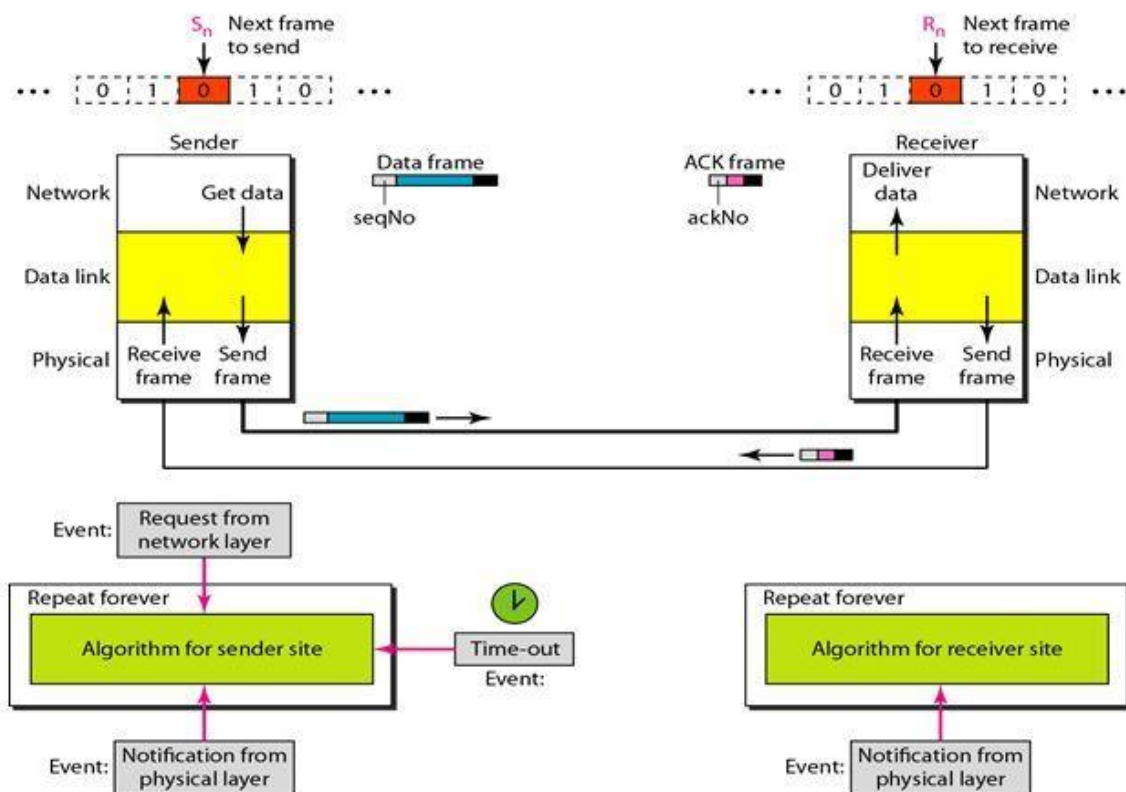 Sn Next frame
to send
Rn Next frame
to receive
... 0 1 0 1 0 ...
... 0 1 0 1 0 ...
Sender
Receiver
Data frame
ACK frame
seqNo
ackNo
Network
Get data
Deliver
data
Network
Data link
Data link
Physical
Receive
frame
Send
frame
Receive
frame
Send
frame
Physical
Event:
Request from
network layer
Repeat forever
Algorithm for sender site
Time-out
Event:
Event:
Notification from
physical layer
Repeat forever
Algorithm for receiver site
Event:
Notification from
physical layer